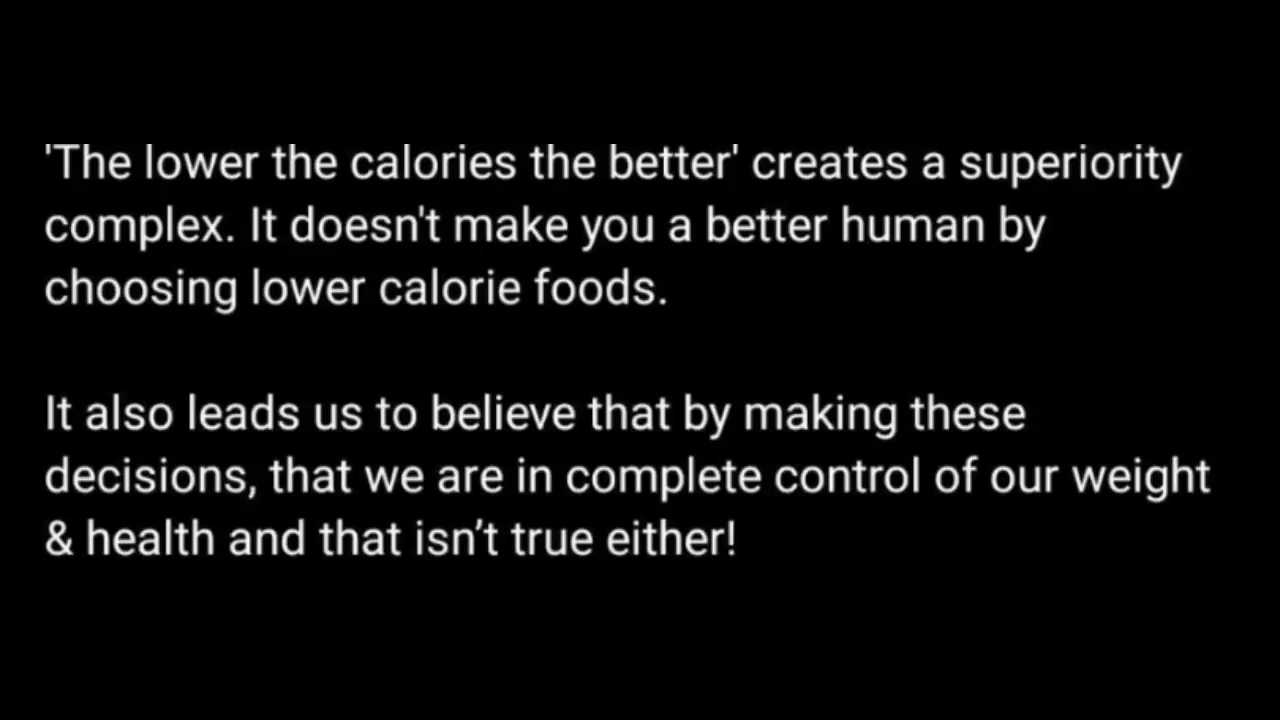 'The lower the calories the better' creates a superiority
complex. It doesn't make you a better human by
choosing lower calorie foods.
It also leads us to believe that by making these
decisions, that we are in complete control of our weight
& health and that isn’t true either!